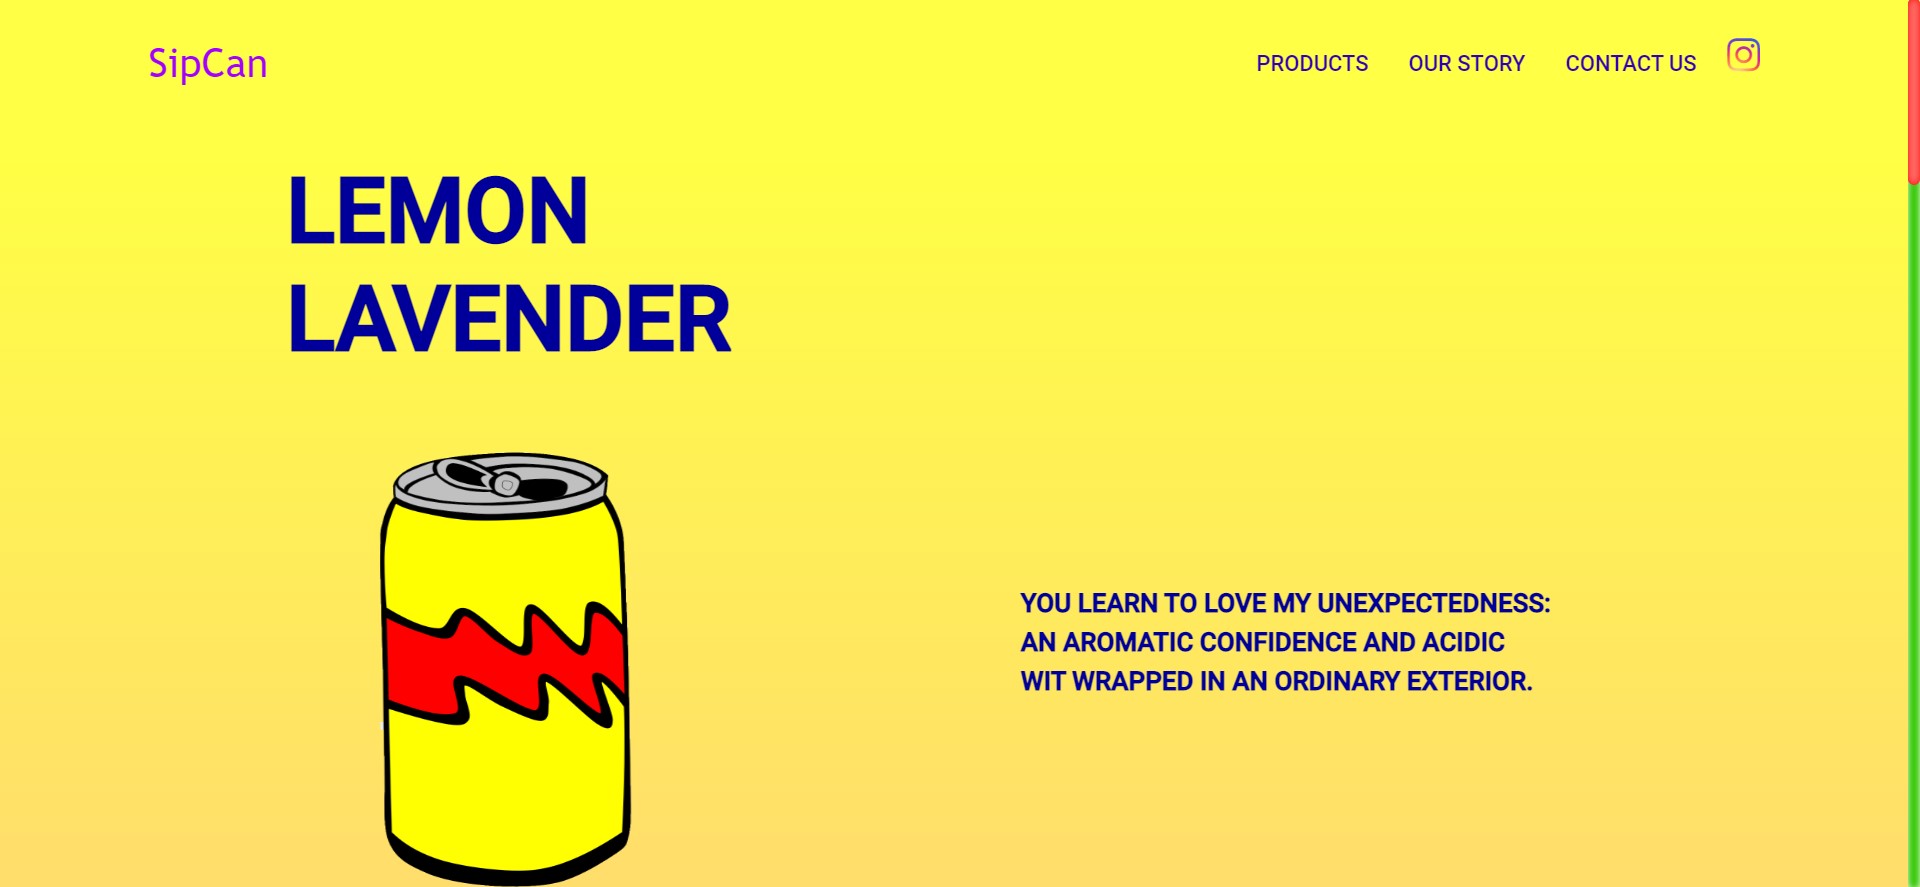 SipCan
PRODUCTS OUR STORY CONTACT US
LEMON
LAVENDER
YOU LEARN TO LOVE MY UNEXPECTEDNESS:
AN AROMATIC CONFIDENCE AND ACIDIC
WIT WRAPPED IN AN ORDINARY EXTERIOR.